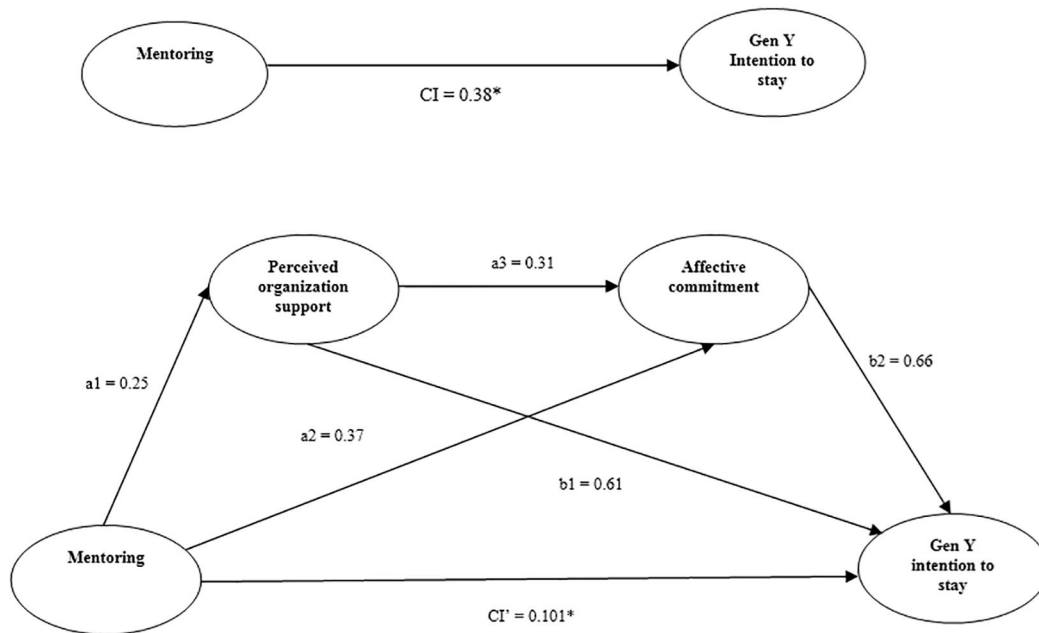 Mentoring
Gen Y
Intention to
stay
CI = 0.38*
Perceived
organization
support
a3 = 0.31
Affective
commitment
a1 = 0.25
b2 = 0.66
a2 = 0.37
b1 = 0.61
Mentoring
Gen Y
intention to
stay
CI’ = 0.101*